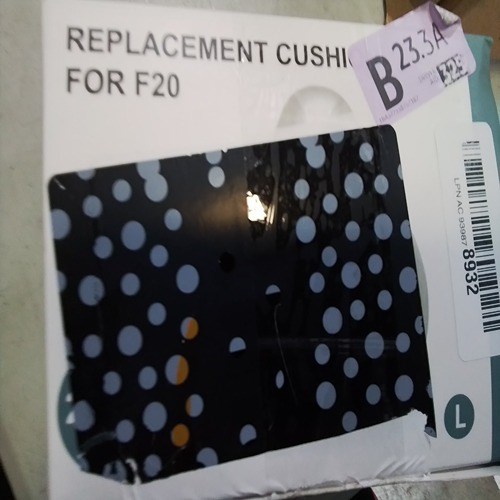 REPLACEMENT CUSHI
FOR F20
B
23.3A
LPN AC 93987
8932
L